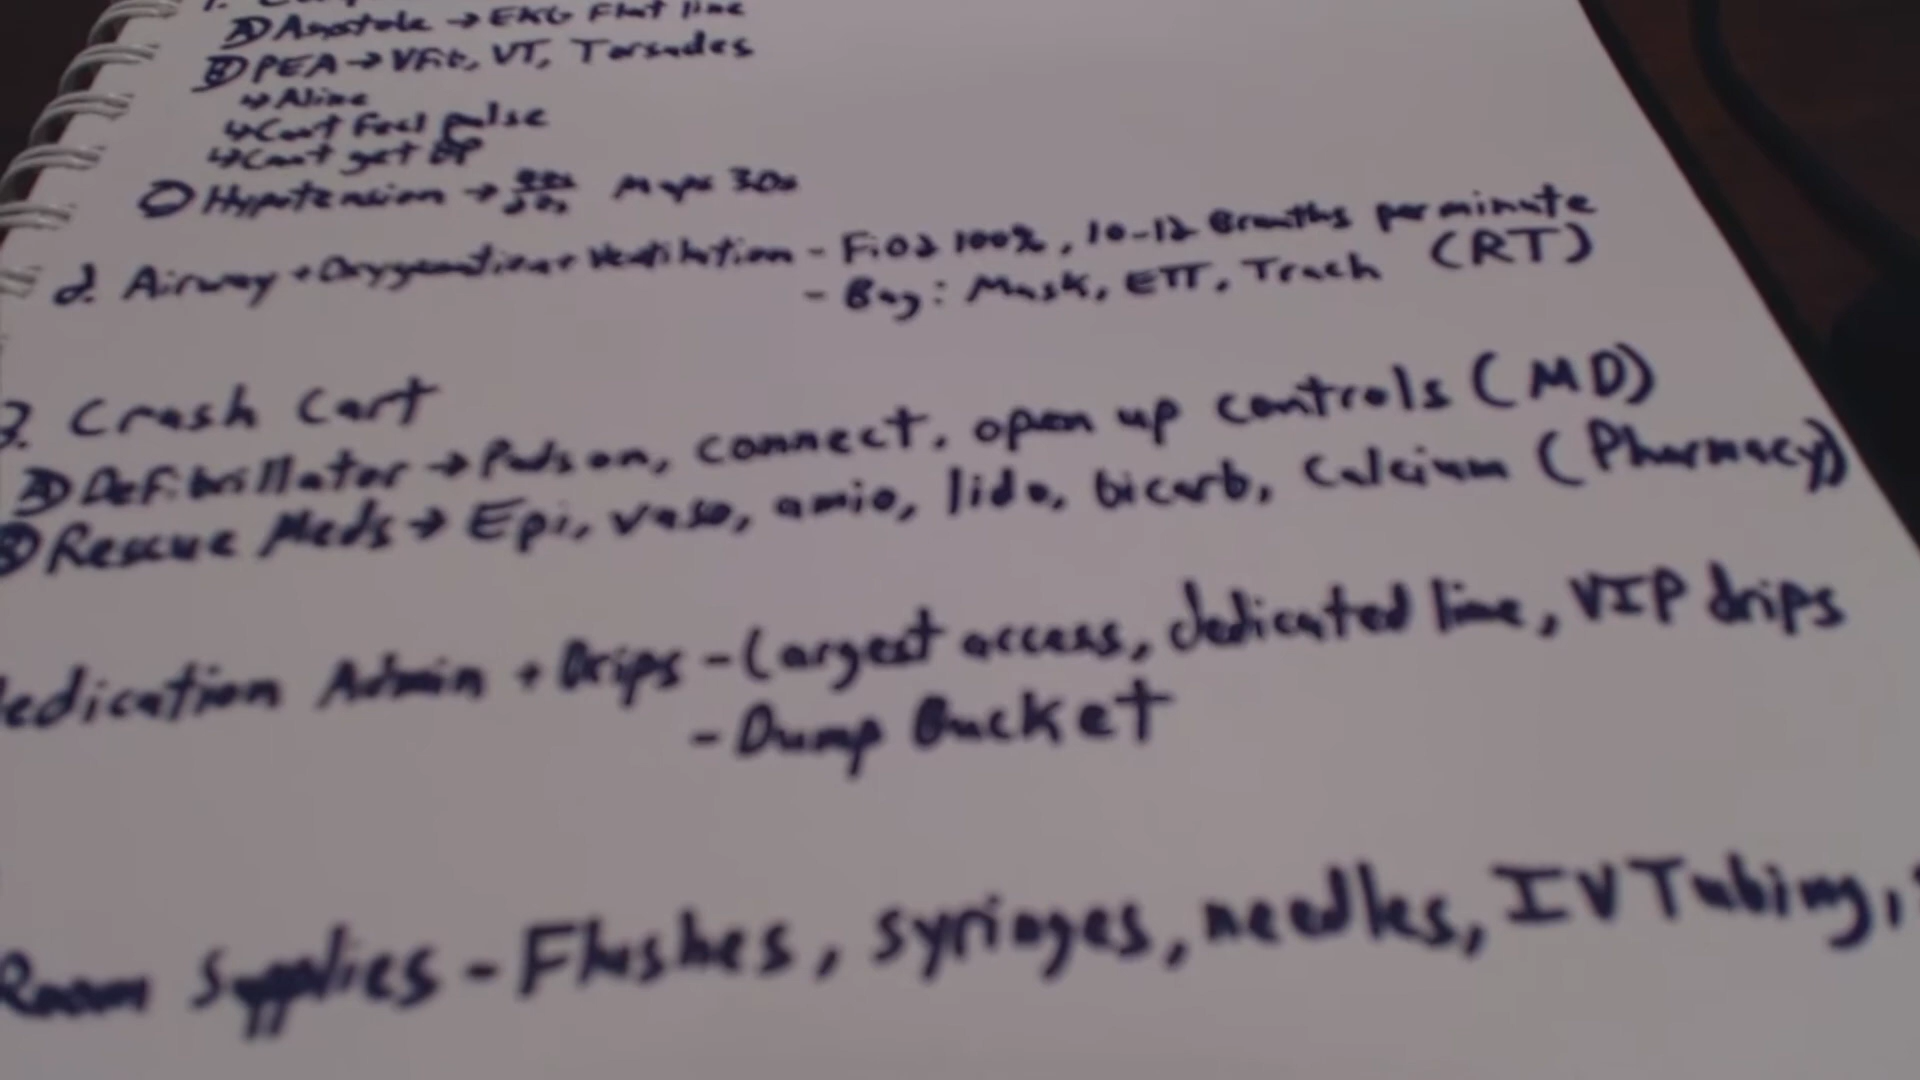 Ⓐ Asystole → EKG Flat line
Ⓑ PEA → VFib, VT, Torsades
↳ Aline
↳ Can't feel pulse
↳ Can't get BP
Hypotension → Maps 30s
2. Airway + Oxygenation + Ventilation - FiO2 100%, 10-12 Breaths per minute
- Bag: Mask, ETT, Trach (RT)
3. Crash Cart
Ⓐ Defibrillator → Pads on, connect, open up controls (MD)
Ⓑ Rescue Meds → Epi, vaso, amio, lido, bicarb, Calcium (Pharmacy)
edication Admin + Drips - Largest access, dedicated line, VIP drips
- Dump Bucket
Room Supplies - Flushes, syringes, needles, IV Tubing,